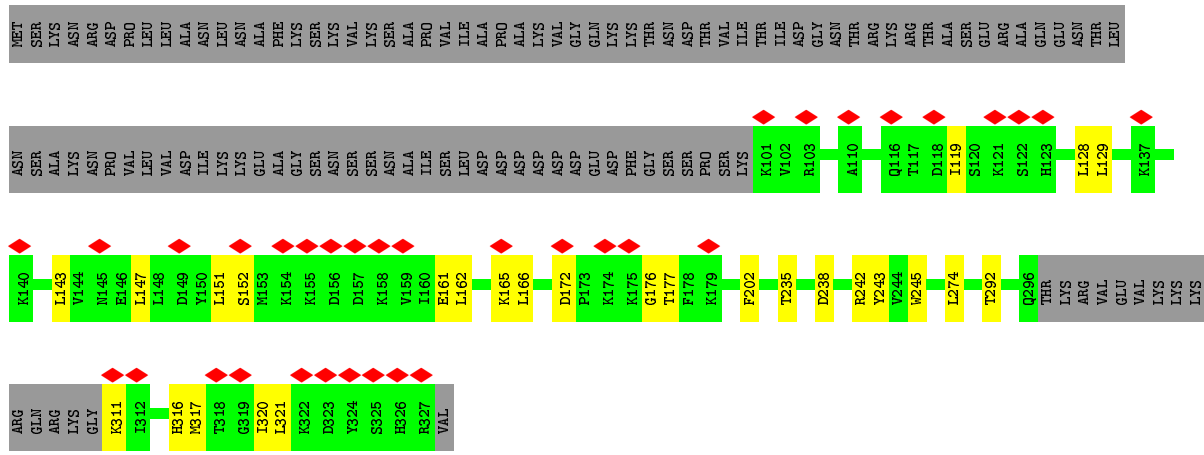 MET SER LYS ASN ARG ASP PRO LEU LEU ALA ASN LEU ASN ALA PHE LYS SER LYS VAL LYS SER ALA PRO VAL ILE ALA PRO ALA LYS VAL GLY GLN LYS LYS THR ASN ASP THR VAL ILE THR ILE ASP GLY ASN THR ARG LYS ARG THR ALA SER GLU ARG ALA GLN GLU ASN THR LEU
ASN SER ALA LYS ASN PRO VAL LEU VAL ASP ILE LYS LYS GLU ALA GLY SER ASN SER SER ASN ALA ILE SER LEU ASP ASP ASP ASP ASP ASP GLU ASP PHE GLY SER SER PRO SER LYS K101 V102 R103 A110 Q116 T117 D118 I119 S120 K121 S122 H123 L128 L129 K137
K140 L143 V144 N145 E146 L147 L148 D149 Y150 L151 S152 M153 K154 K155 D156 D157 K158 V159 I160 E161 L162 K165 L166 D172 P173 K174 K175 G176 T177 F178 K179 F202 T235 D238 R242 Y243 V244 W245 L274 T292 Q296 THR LYS ARG VAL GLU VAL LYS LYS LYS
ARG GLN ARG LYS GLY K311 I312 H316 M317 T318 G319 I320 L321 K322 D323 Y324 S325 H326 R327 VAL